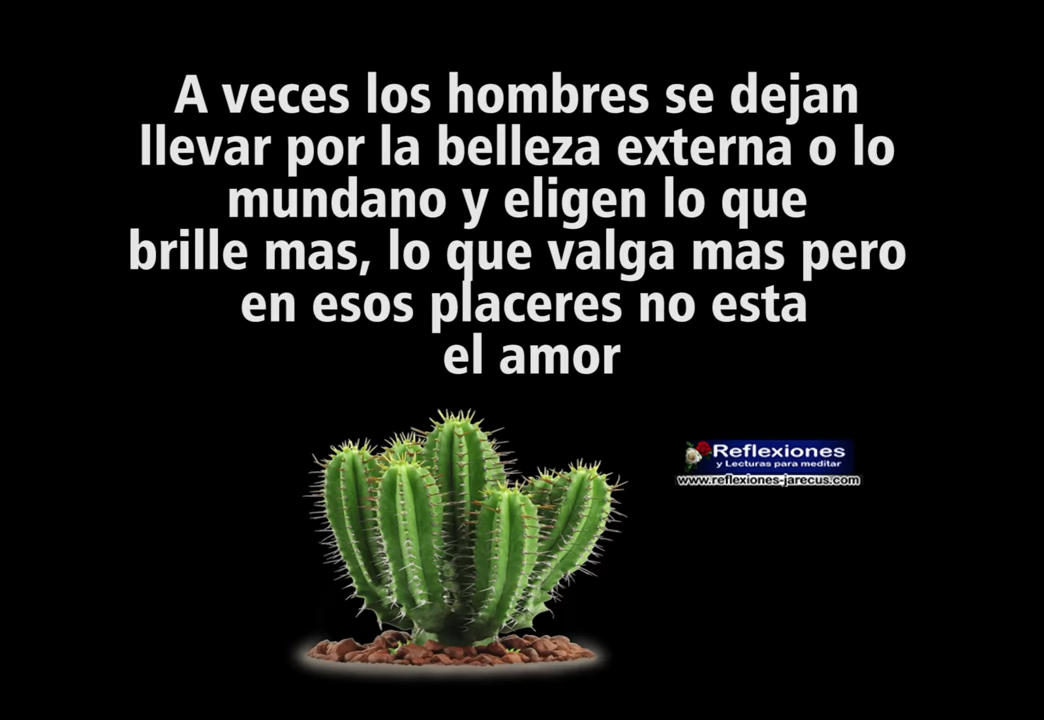 A veces los hombres se dejan
llevar por la belleza externa o lo
mundano y eligen lo que
brille mas, lo que valga mas pero
en esos placeres no esta
el amor
Reflexiones
y Lecturas para meditar
www.reflexiones-jarecus.com